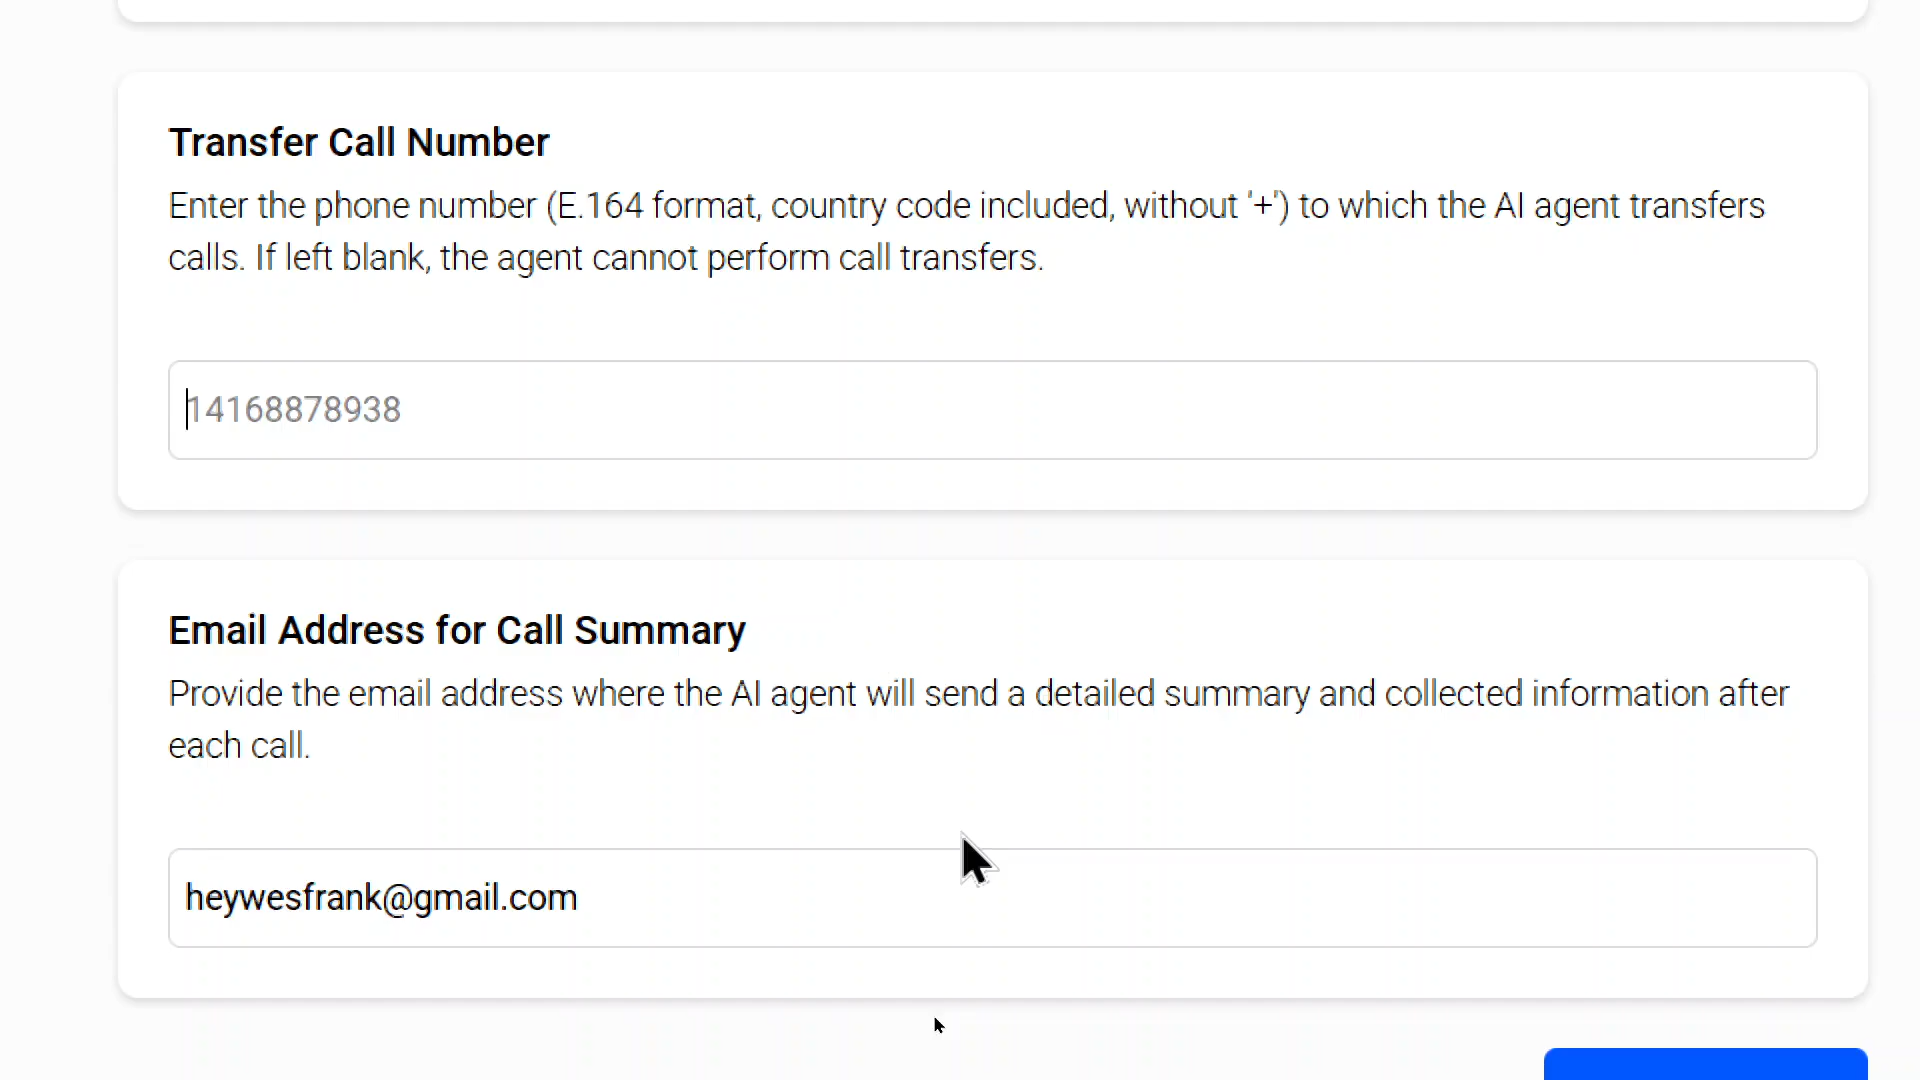 Transfer Call Number
Enter the phone number (E.164 format, country code included, without '+') to which the AI agent transfers
calls. If left blank, the agent cannot perform call transfers.
14168878938
Email Address for Call Summary
Provide the email address where the AI agent will send a detailed summary and collected information after
each call.
heywesfrank@gmail.com